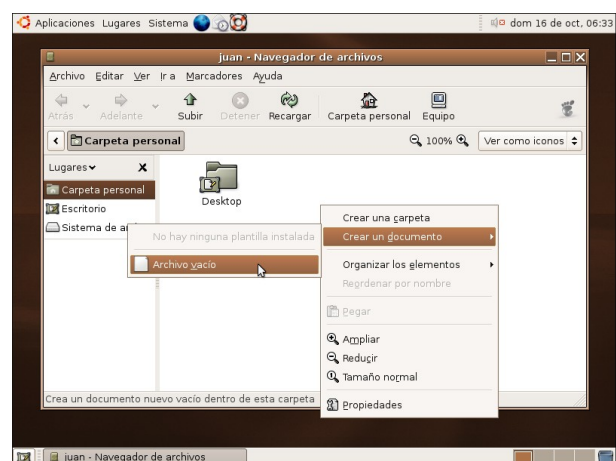 Aplicaciones Lugares Sistema dom 16 de oct, 06:33
juan - Navegador de archivos
Archivo Editar Ver Ir a Marcadores Ayuda
Atrás Adelante Subir Detener Recargar Carpeta personal Equipo
Carpeta personal 100% Ver como iconos
Lugares
Carpeta personal
Escritorio
Sistema de
Desktop
Crear una carpeta
Crear un documento
No hay ninguna plantilla instalada
Archivo vacío
Organizar los elementos
Reordenar por nombre
Pegar
Ampliar
Reducir
Tamaño normal
Propiedades
Crea un documento nuevo vacío dentro de esta carpeta
juan - Navegador de archivos